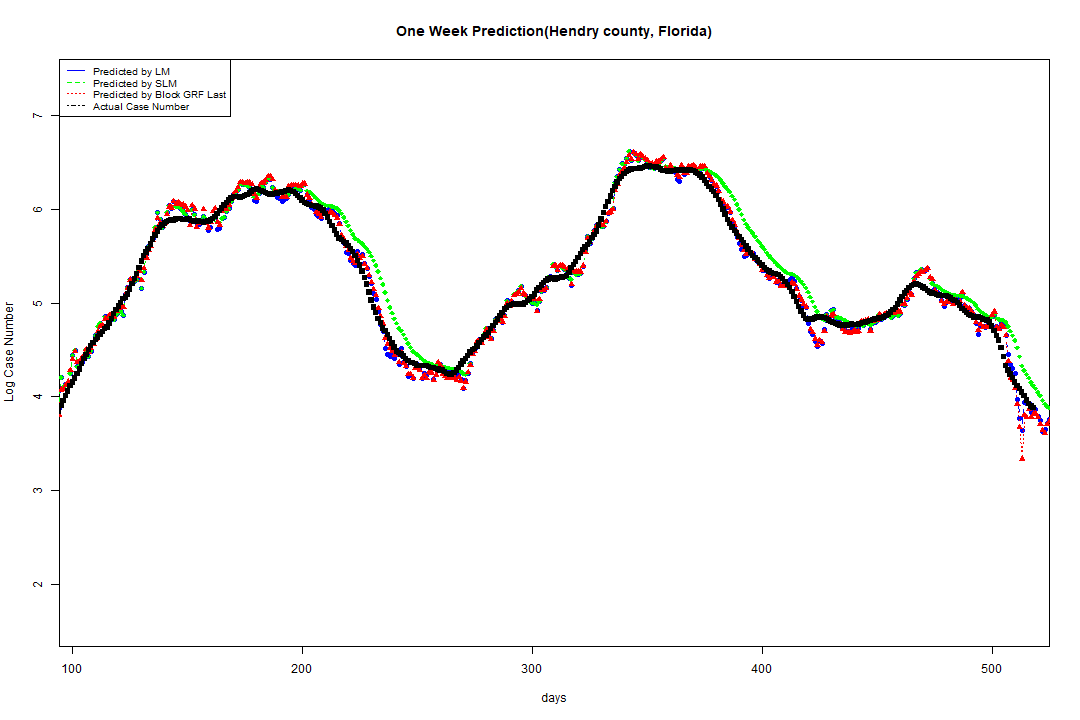 One Week Prediction(Hendry county, Florida)
Predicted by LM
Predicted by SLM
Predicted by Block GRF Last
Actual Case Number
7
6
5
4
3
2
Log Case Number
100 200 300 400 500
days